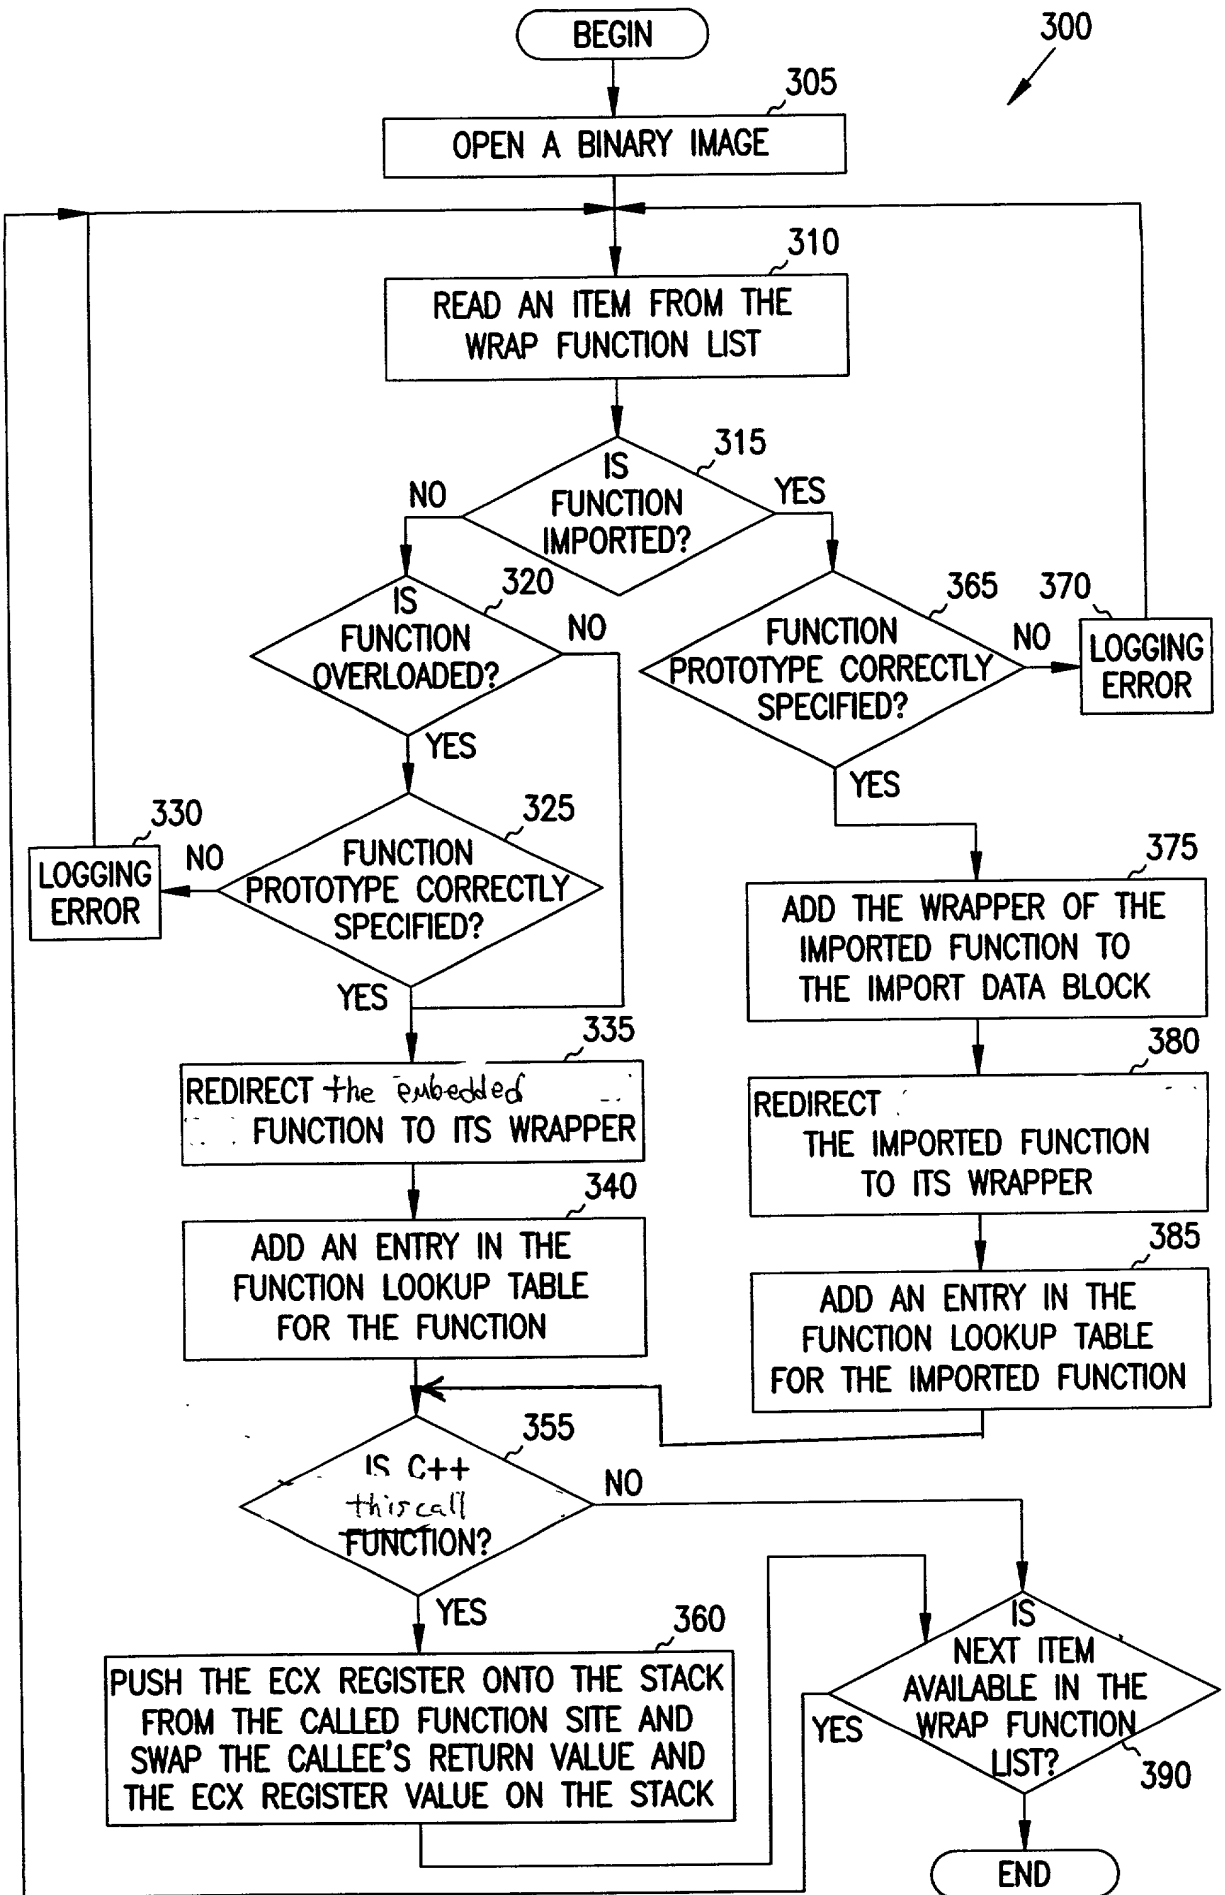 BEGIN
300
305
OPEN A BINARY IMAGE
310
READ AN ITEM FROM THE
WRAP FUNCTION LIST
315
IS
FUNCTION
IMPORTED?
NO
YES
320
IS
FUNCTION
OVERLOADED?
NO
YES
365
FUNCTION
PROTOTYPE CORRECTLY
SPECIFIED?
NO
YES
370
LOGGING
ERROR
325
FUNCTION
PROTOTYPE CORRECTLY
SPECIFIED?
NO
YES
330
LOGGING
ERROR
375
ADD THE WRAPPER OF THE
IMPORTED FUNCTION TO
THE IMPORT DATA BLOCK
335
REDIRECT the embedded
FUNCTION TO ITS WRAPPER
380
REDIRECT
THE IMPORTED FUNCTION
TO ITS WRAPPER
340
ADD AN ENTRY IN THE
FUNCTION LOOKUP TABLE
FOR THE FUNCTION
385
ADD AN ENTRY IN THE
FUNCTION LOOKUP TABLE
FOR THE IMPORTED FUNCTION
355
IS C++
thiscall
FUNCTION?
NO
YES
360
PUSH THE ECX REGISTER ONTO THE STACK
FROM THE CALLED FUNCTION SITE AND
SWAP THE CALLEE'S RETURN VALUE AND
THE ECX REGISTER VALUE ON THE STACK
IS
NEXT ITEM
AVAILABLE IN THE
WRAP FUNCTION
LIST?
YES
390
END